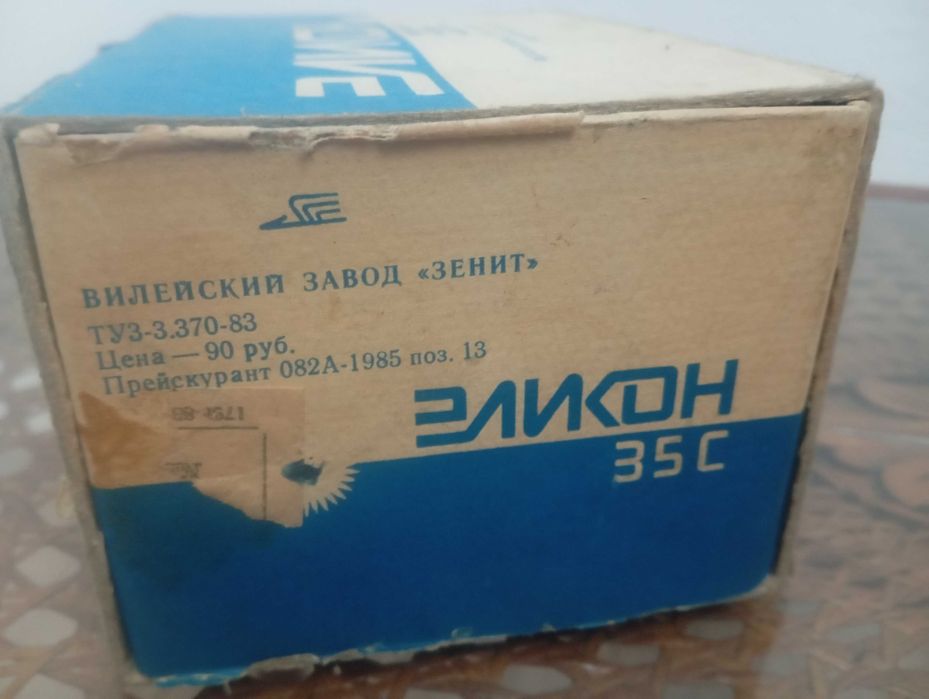 ВИЛЕЙСКИЙ ЗАВОД «ЗЕНИТ»
ТУ3-3.370-83
Цена — 90 руб.
Прейскурант 082А-1985 поз. 13
ЭЛИКОН
35С